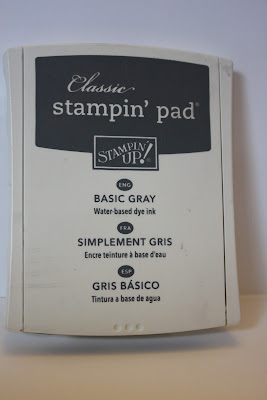 Classic
stampin' pad®
STAMPIN' UP!
ENG
BASIC GRAY
Water-based dye ink
FRA
SIMPLEMENT GRIS
Encre teinture à base d'eau
ESP
GRIS BÁSICO
Tintura a base de agua